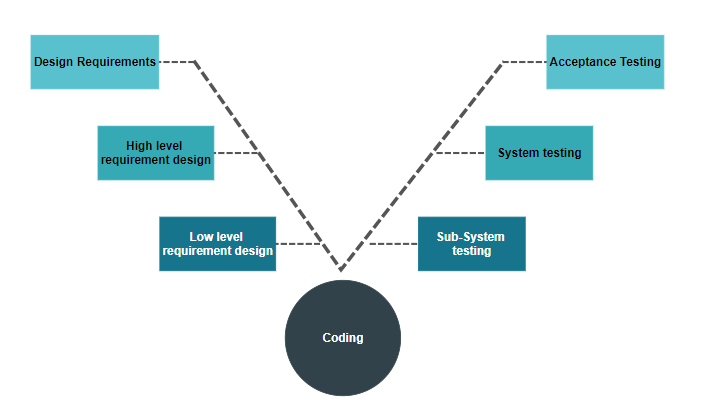 Design Requirements
Acceptance Testing
High level
requirement design
System testing
Low level
requirement design
Sub-System
testing
Coding